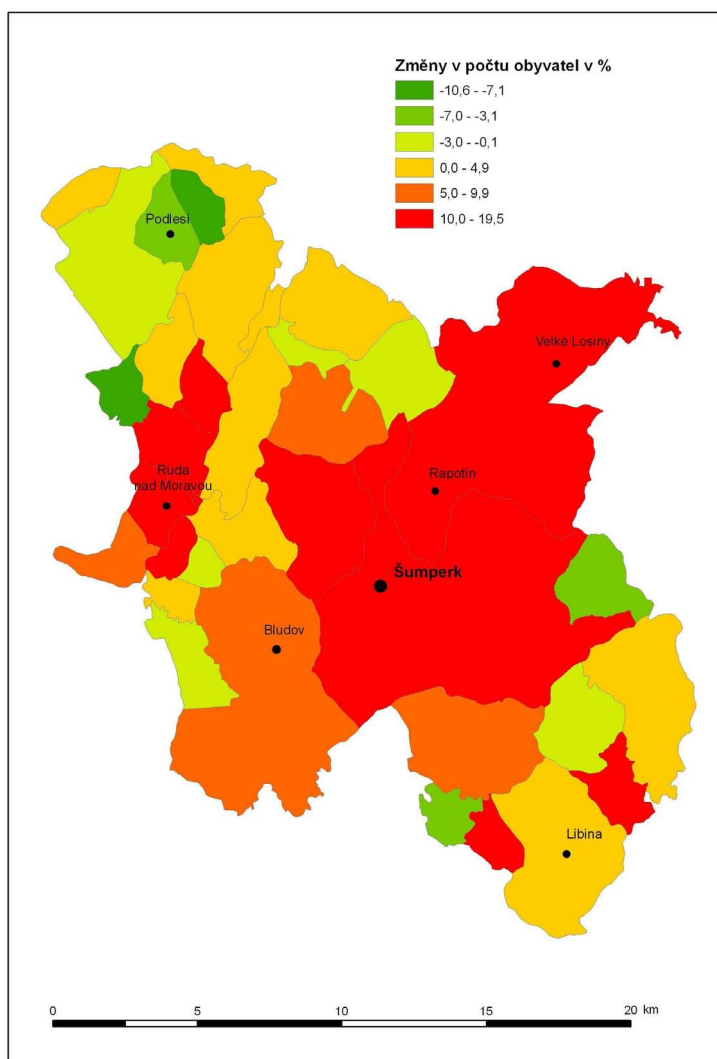 Změny v počtu obyvatel v %
-10,6 - -7,1
-7,0 - -3,1
-3,0 - -0,1
0,0 - 4,9
5,0 - 9,9
10,0 - 19,5
Podlesí
Velké Losiny
Ruda
nad Moravou
Rapotín
Šumperk
Bludov
Libina
0 5 10 15 20 km